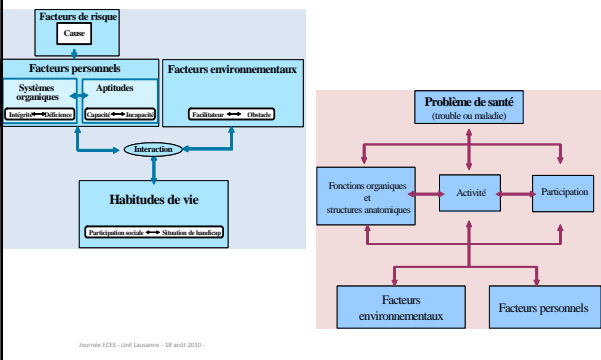 Facteurs de risque
Cause
Facteurs personnels
Systèmes
organiques
Intégrité Déficience
Aptitudes
Capacité Incapacité
Facteurs environnementaux
Facilitateur Obstacle
Interaction
Habitudes de vie
Participation sociale Situation de handicap
Problème de santé
(trouble ou maladie)
Fonctions organiques
et
structures anatomiques
Activité
Participation
Facteurs
environnementaux
Facteurs personnels
Journée ECES - Unil Lausanne - 18 août 2010 -